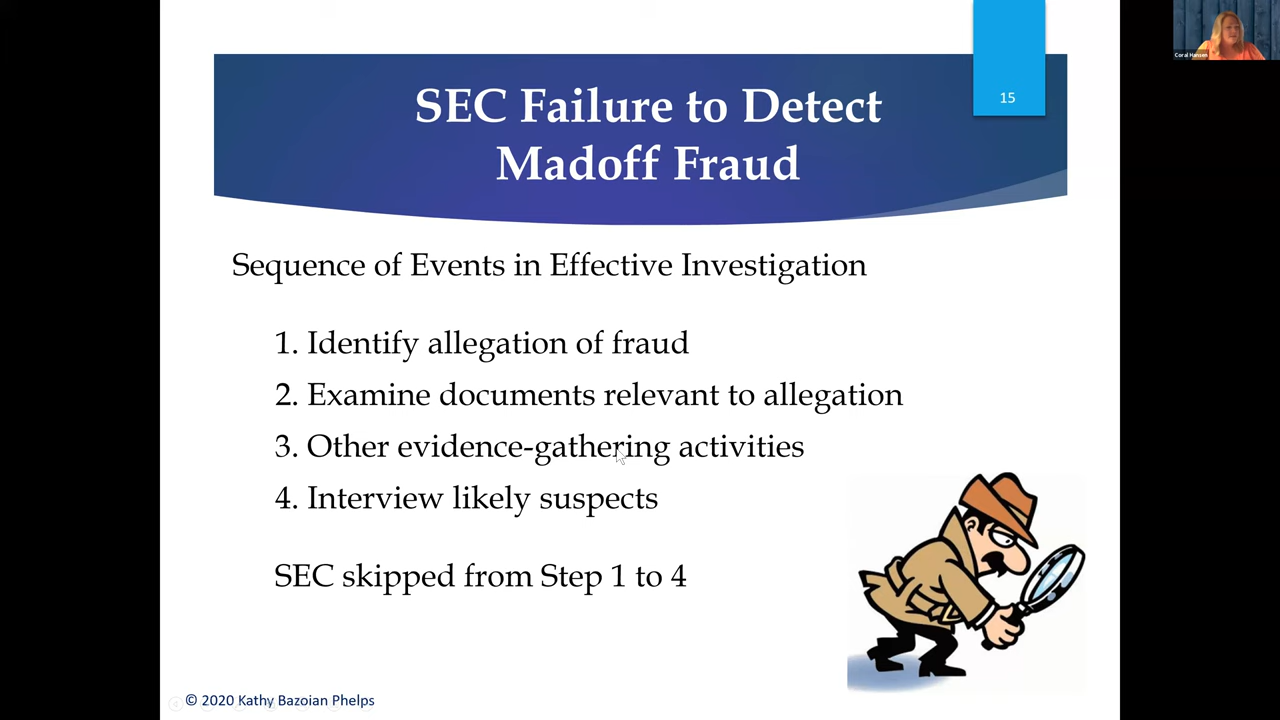 Coral Hansen
15
SEC Failure to Detect
Madoff Fraud
Sequence of Events in Effective Investigation
1. Identify allegation of fraud
2. Examine documents relevant to allegation
3. Other evidence-gathering activities
4. Interview likely suspects
SEC skipped from Step 1 to 4
© 2020 Kathy Bazoian Phelps